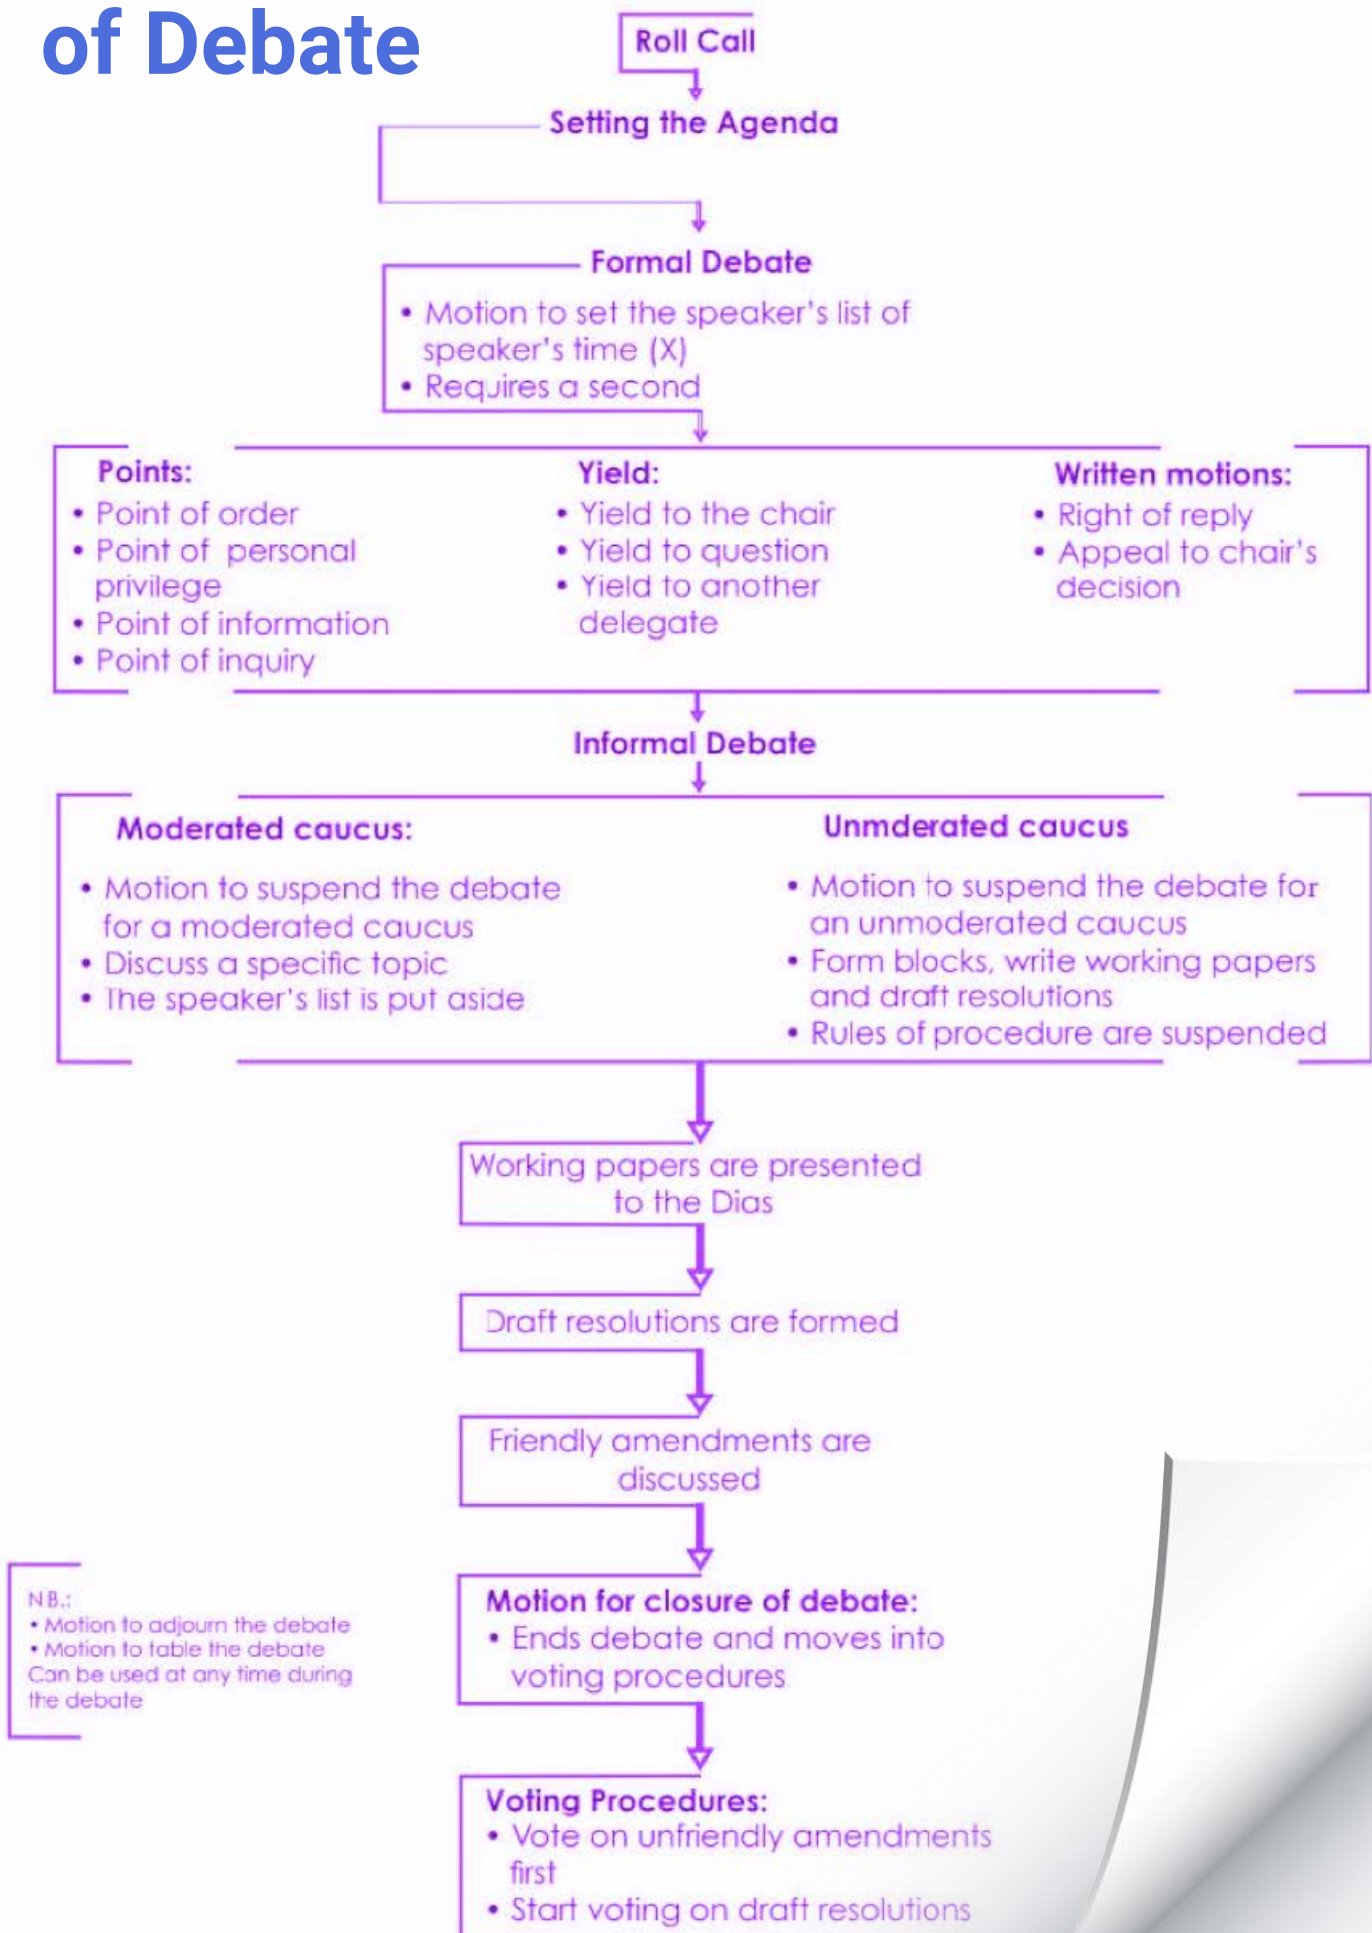 of Debate
Roll Call
Setting the Agenda
Formal Debate
• Motion to set the speaker's list of
speaker's time (X)
• Requires a second
Points:
• Point of order
• Point of personal
privilege
• Point of information
• Point of inquiry
Yield:
• Yield to the chair
• Yield to question
• Yield to another
delegate
Written motions:
• Right of reply
• Appeal to chair's
decision
Informal Debate
Moderated caucus:
• Motion to suspend the debate
for a moderated caucus
• Discuss a specific topic
• The speaker's list is put aside
Unmderated caucus
• Motion to suspend the debate for
an unmoderated caucus
• Form blocks, write working papers
and draft resolutions
• Rules of procedure are suspended
Working papers are presented
to the Dias
Draft resolutions are formed
Friendly amendments are
discussed
N.B.:
• Motion to adjourn the debate
• Motion to table the debate
Can be used at any time during
the debate
Motion for closure of debate:
• Ends debate and moves into
voting procedures
Voting Procedures:
• Vote on unfriendly amendments
first
• Start voting on draft resolutions